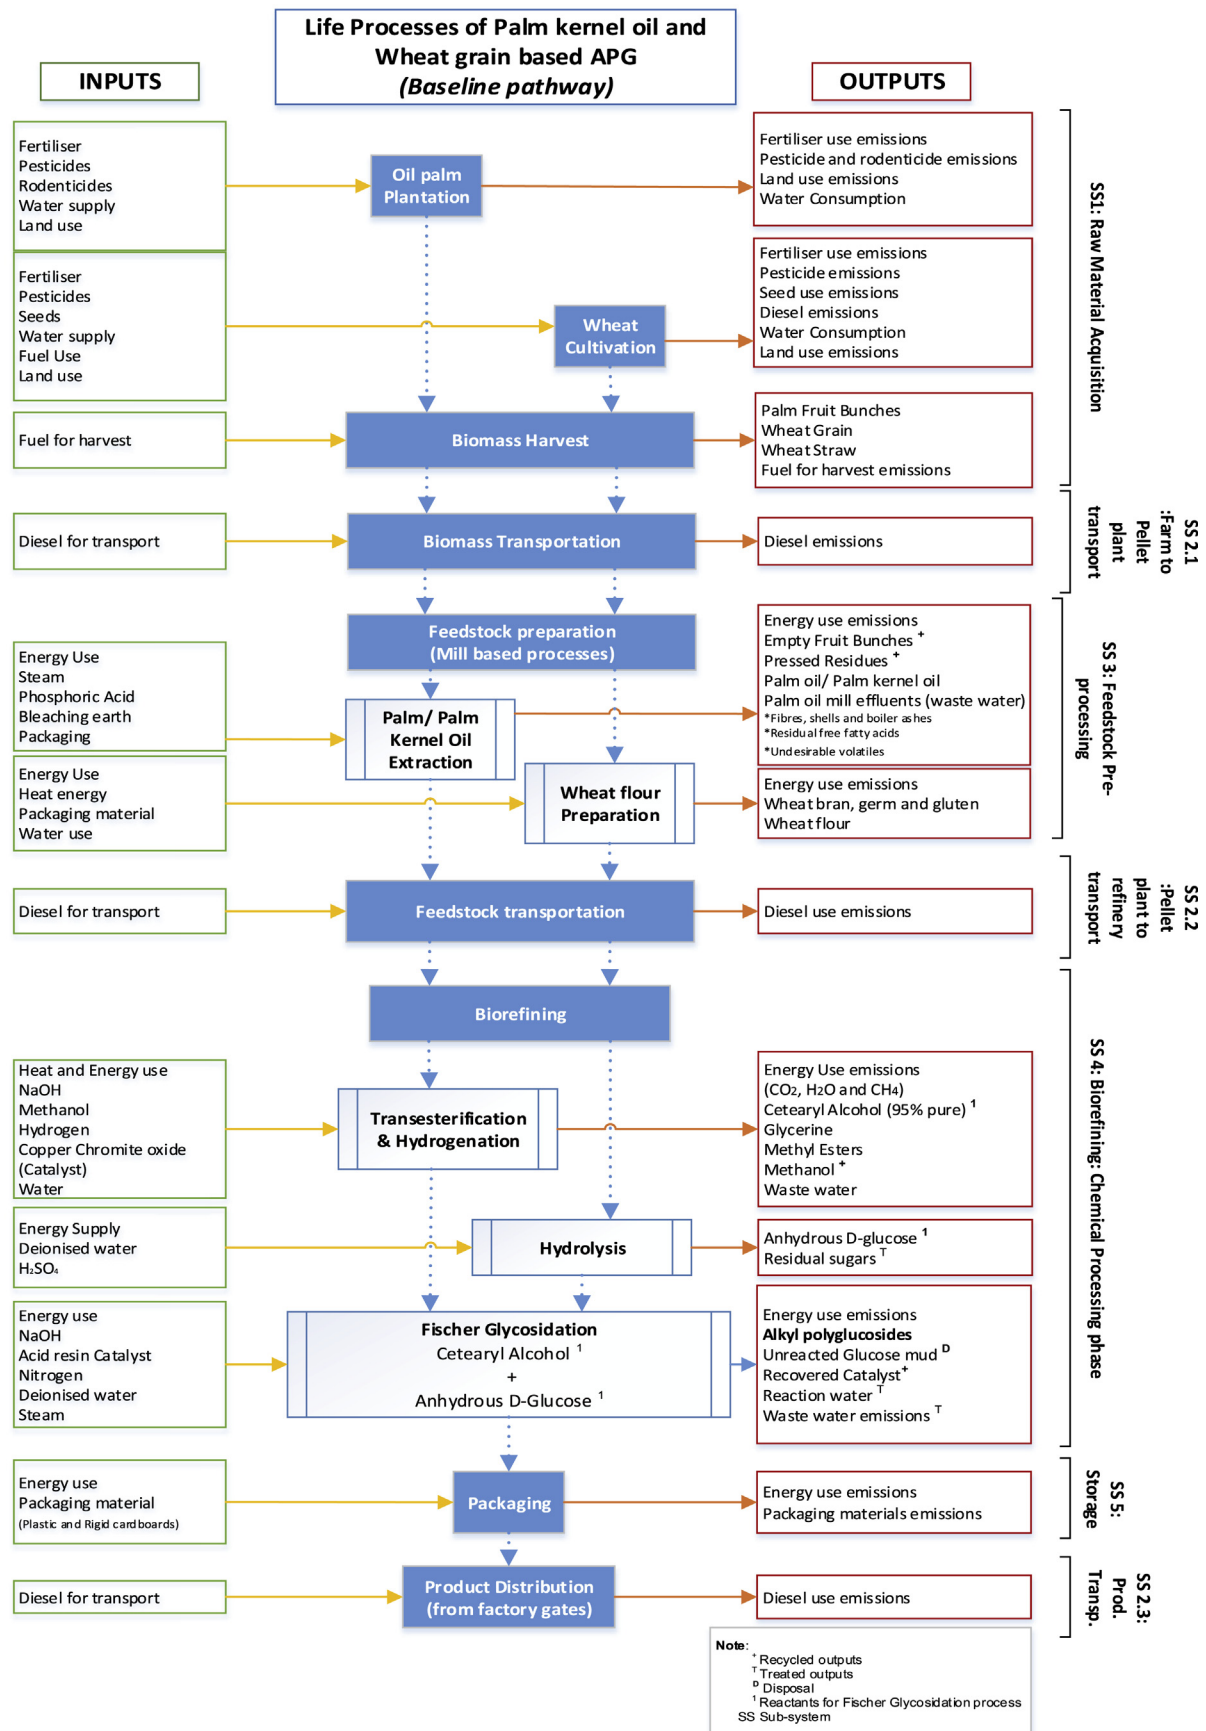 Life Processes of Palm kernel oil and
Wheat grain based APG
(Baseline pathway)
INPUTS
OUTPUTS
Fertiliser
Pesticides
Rodenticides
Water supply
Land use
Oil palm
Plantation
Fertiliser use emissions
Pesticide and rodenticide emissions
Land use emissions
Water Consumption
SS1: Raw Material Acquisition
Fertiliser
Pesticides
Seeds
Water supply
Fuel Use
Land use
Wheat
Cultivation
Fertiliser use emissions
Pesticide emissions
Seed use emissions
Diesel emissions
Water Consumption
Land use emissions
Fuel for harvest
Biomass Harvest
Palm Fruit Bunches
Wheat Grain
Wheat Straw
Fuel for harvest emissions
Diesel for transport
Biomass Transportation
Diesel emissions
SS 2.1
:Farm to
Pellet
plant
transport
Feedstock preparation
(Mill based processes)
Energy Use
Steam
Phosphoric Acid
Bleaching earth
Packaging
Palm/ Palm
Kernel Oil
Extraction
Energy use emissions
Empty Fruit Bunches +
Pressed Residues +
Palm oil/ Palm kernel oil
Palm oil mill effluents (waste water)
*Fibres, shells and boiler ashes
*Residual free fatty acids
*Undesirable volatiles
SS 3: Feedstock Pre-
processing
Energy Use
Heat energy
Packaging material
Water use
Wheat flour
Preparation
Energy use emissions
Wheat bran, germ and gluten
Wheat flour
Diesel for transport
Feedstock transportation
Diesel use emissions
SS 2.2
:Pellet
plant to
refinery
transport
Biorefining
Heat and Energy use
NaOH
Methanol
Hydrogen
Copper Chromite oxide
(Catalyst)
Water
Transesterification
& Hydrogenation
Energy Use emissions
(CO₂, H₂O and CH₄)
Cetearyl Alcohol (95% pure) ¹
Glycerine
Methyl Esters
Methanol +
Waste water
SS 4: Biorefining: Chemical Processing phase
Energy Supply
Deionised water
H₂SO₄
Hydrolysis
Anhydrous D-glucose ¹
Residual sugars ᵀ
Energy use
NaOH
Acid resin Catalyst
Nitrogen
Deionised water
Steam
Fischer Glycosidation
Cetearyl Alcohol ¹
+
Anhydrous D-Glucose ¹
Energy use emissions
Alkyl polyglucosides
Unreacted Glucose mud ᴰ
Recovered Catalyst+
Reaction water ᵀ
Waste water emissions ᵀ
Energy use
Packaging material
(Plastic and Rigid cardboards)
Packaging
Energy use emissions
Packaging materials emissions
SS 5:
Storage
Diesel for transport
Product Distribution
(from factory gates)
Diesel use emissions
SS 2.3:
Prod.
Transp.
Note:
+ Recycled outputs
ᵀ Treated outputs
ᴰ Disposal
¹ Reactants for Fischer Glycosidation process
SS Sub-system